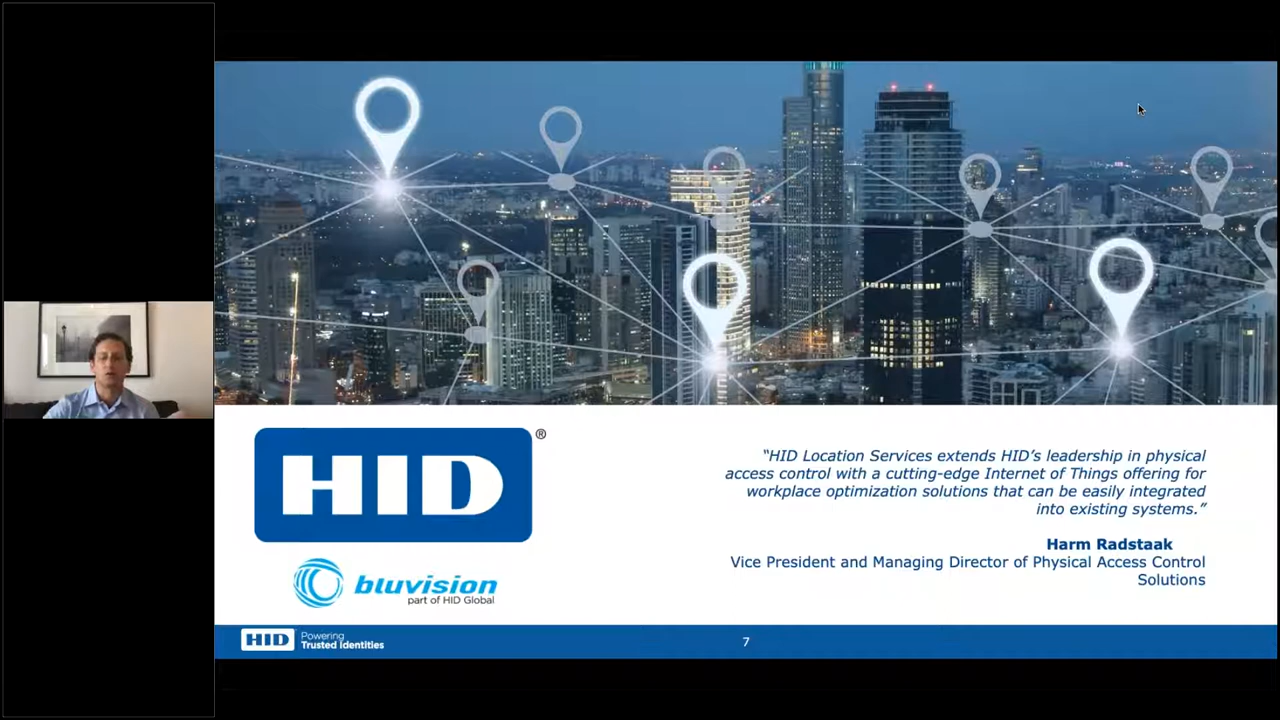 HID
®
bluvision
part of HID Global
“HID Location Services extends HID’s leadership in physical
access control with a cutting-edge Internet of Things offering for
workplace optimization solutions that can be easily integrated
into existing systems.”
Harm Radstaak
Vice President and Managing Director of Physical Access Control
Solutions
HID
Powering
Trusted Identities
7